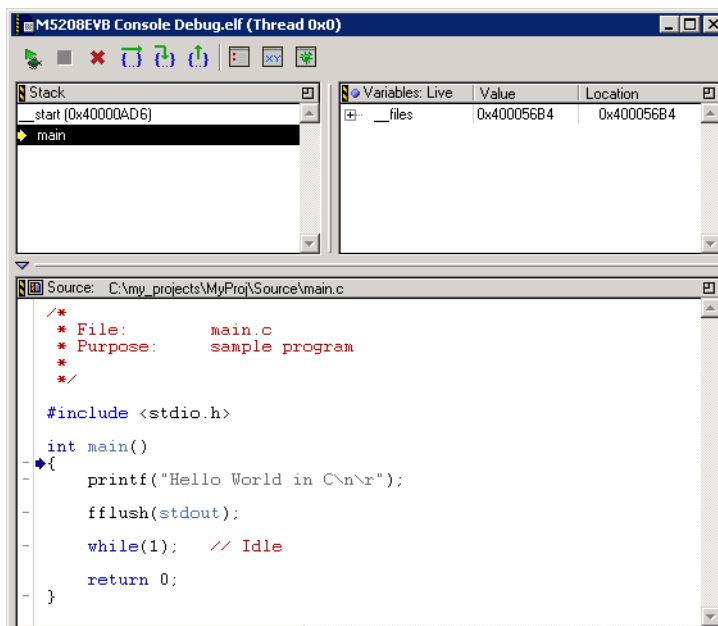 M5208EVB Console Debug.elf (Thread 0x0)
Stack
__start (0x40000AD6)
main
Variables: Live Value Location
__files 0x400056B4 0x400056B4
Source: C:\my_projects\MyProj\Source\main.c
/*
* File: main.c
* Purpose: sample program
*
*/
#include <stdio.h>
int main()
{
printf("Hello World in C\n\r");
fflush(stdout);
while(1); // Idle
return 0;
}